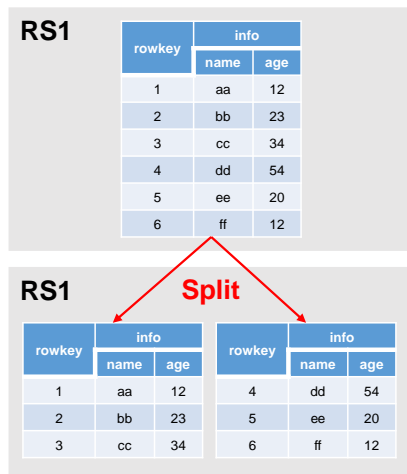 RS1
rowkey info
name age
1 aa 12
2 bb 23
3 cc 34
4 dd 54
5 ee 20
6 ff 12
RS1 Split
rowkey info rowkey info
name age name age
1 aa 12 4 dd 54
2 bb 23 5 ee 20
3 cc 34 6 ff 12